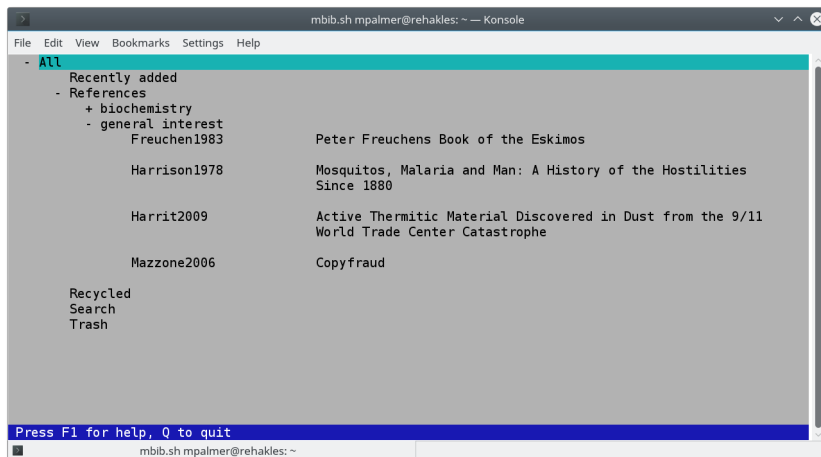 mbib.sh mpalmer@rehakles: ~ — Konsole
File Edit View Bookmarks Settings Help
- All
Recently added
- References
+ biochemistry
- general interest
Freuchen1983 Peter Freuchens Book of the Eskimos
Harrison1978 Mosquitos, Malaria and Man: A History of the Hostilities
Since 1880
Harrit2009 Active Thermitic Material Discovered in Dust from the 9/11
World Trade Center Catastrophe
Mazzone2006 Copyfraud
Recycled
Search
Trash
Press F1 for help, Q to quit
mbib.sh mpalmer@rehakles: ~